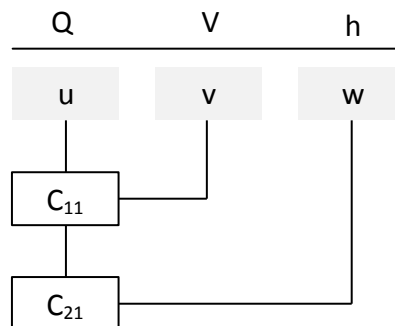 Q V h
u v w
C₁₁
C₂₁